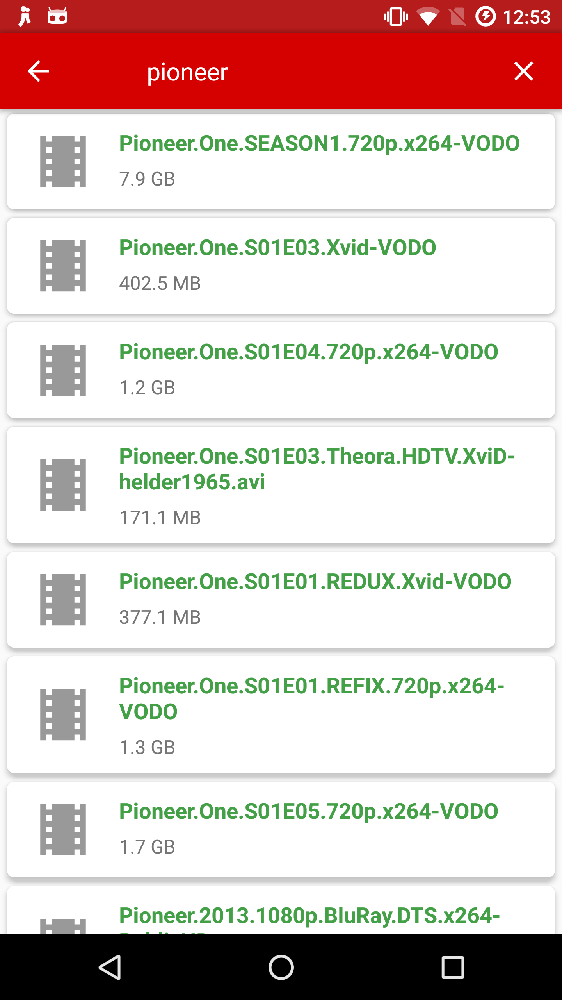 12:53
pioneer
Pioneer.One.SEASON1.720p.x264-VODO
7.9 GB
Pioneer.One.S01E03.Xvid-VODO
402.5 MB
Pioneer.One.S01E04.720p.x264-VODO
1.2 GB
Pioneer.One.S01E03.Theora.HDTV.XviD-
helder1965.avi
171.1 MB
Pioneer.One.S01E01.REDUX.Xvid-VODO
377.1 MB
Pioneer.One.S01E01.REFIX.720p.x264-
VODO
1.3 GB
Pioneer.One.S01E05.720p.x264-VODO
1.7 GB
Pioneer.2013.1080p.BluRay.DTS.x264-